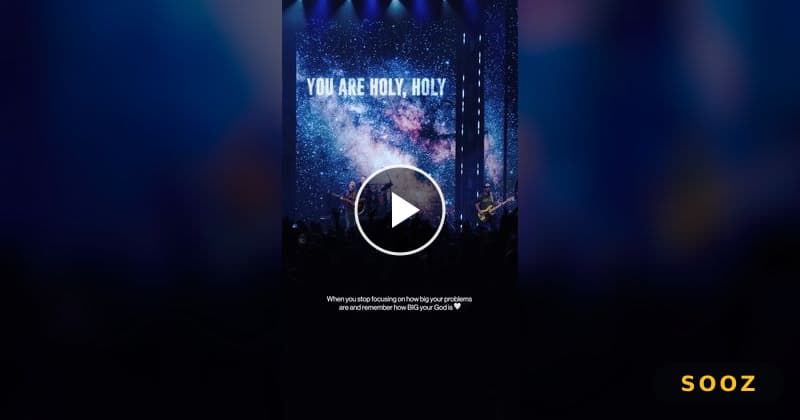 YOU ARE HOLY, HOLY
When you stop focusing on how big your problems
are and remember how BIG your God is 🤍
SOOZ